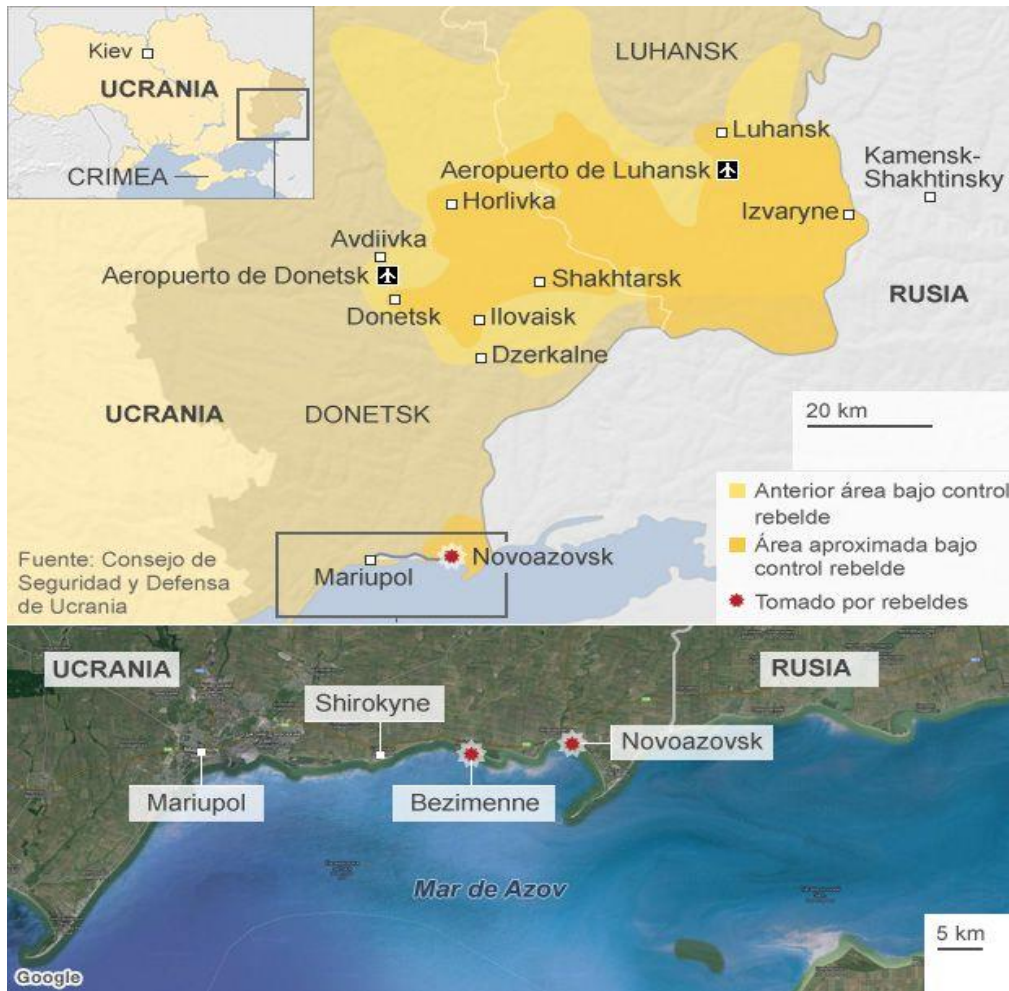 Kiev
UCRANIA
CRIMEA
LUHANSK
Luhansk
Aeropuerto de Luhansk
Kamensk-
Shakhtinsky
Horlivka
Izvaryne
Avdiivka
Aeropuerto de Donetsk
Shakhtarsk
RUSIA
Donetsk
Ilovaisk
Dzerkalne
UCRANIA
DONETSK
20 km
Anterior área bajo control
rebelde
Área aproximada bajo
control rebelde
Tomado por rebeldes
Fuente: Consejo de
Seguridad y Defensa
de Ucrania
Mariupol
Novoazovsk
UCRANIA
RUSIA
Shirokyne
Novoazovsk
Mariupol
Bezimenne
Mar de Azov
5 km
Google